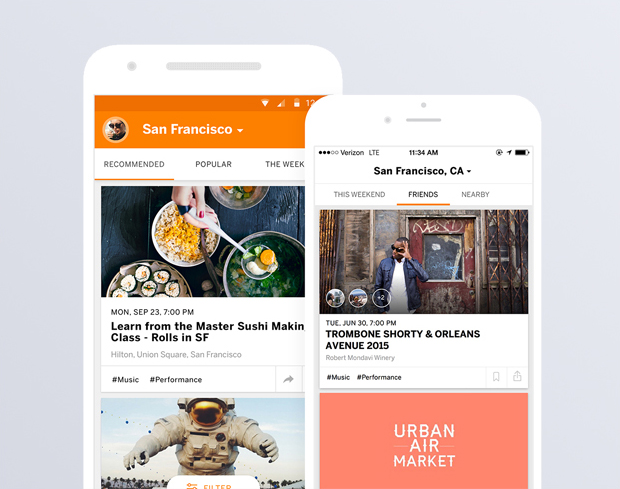 12
San Francisco
RECOMMENDED POPULAR THE WEEK
MON, SEP 23, 7:00 PM
Learn from the Master Sushi Makin
Class - Rolls in SF
Hilton, Union Square, San Francisco
#Music #Performance
FILTER
Verizon LTE 11:34 AM
San Francisco, CA
THIS WEEKEND FRIENDS NEARBY
+2
TUE, JUN 30, 7:00 PM
TROMBONE SHORTY & ORLEANS
AVENUE 2015
Robert Mondavi Winery
#Music #Performance
URBAN
AIR
MARKET